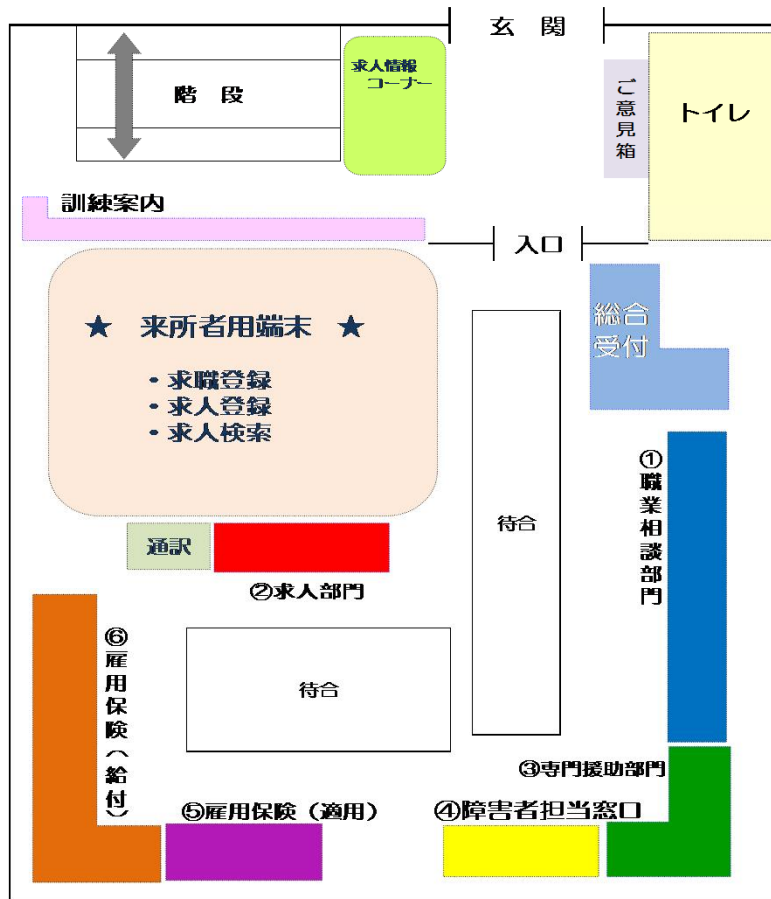 玄　関
階　段
求人情報
コーナー
ご意見箱
トイレ
訓練案内
入口
★　来所者用端末　★
・求職登録
・求人登録
・求人検索
総合
受付
①職業相談部門
待合
通訳
②求人部門
⑥雇用保険（給付）
待合
③専門援助部門
⑤雇用保険（適用）
④障害者担当窓口